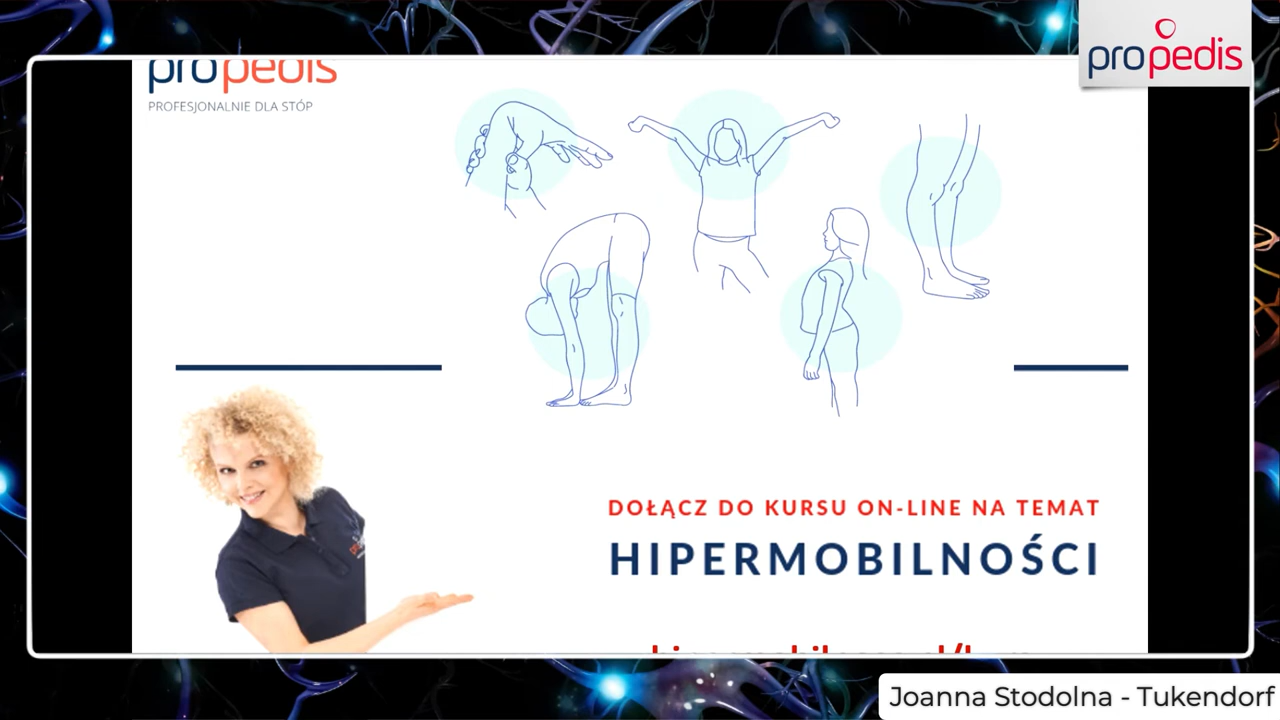 propedis
propedis
PROFESJONALNIE DLA STÓP
DOŁĄCZ DO KURSU ON-LINE NA TEMAT
HIPERMOBILNOŚCI
Joanna Stodolna - Tukendorf